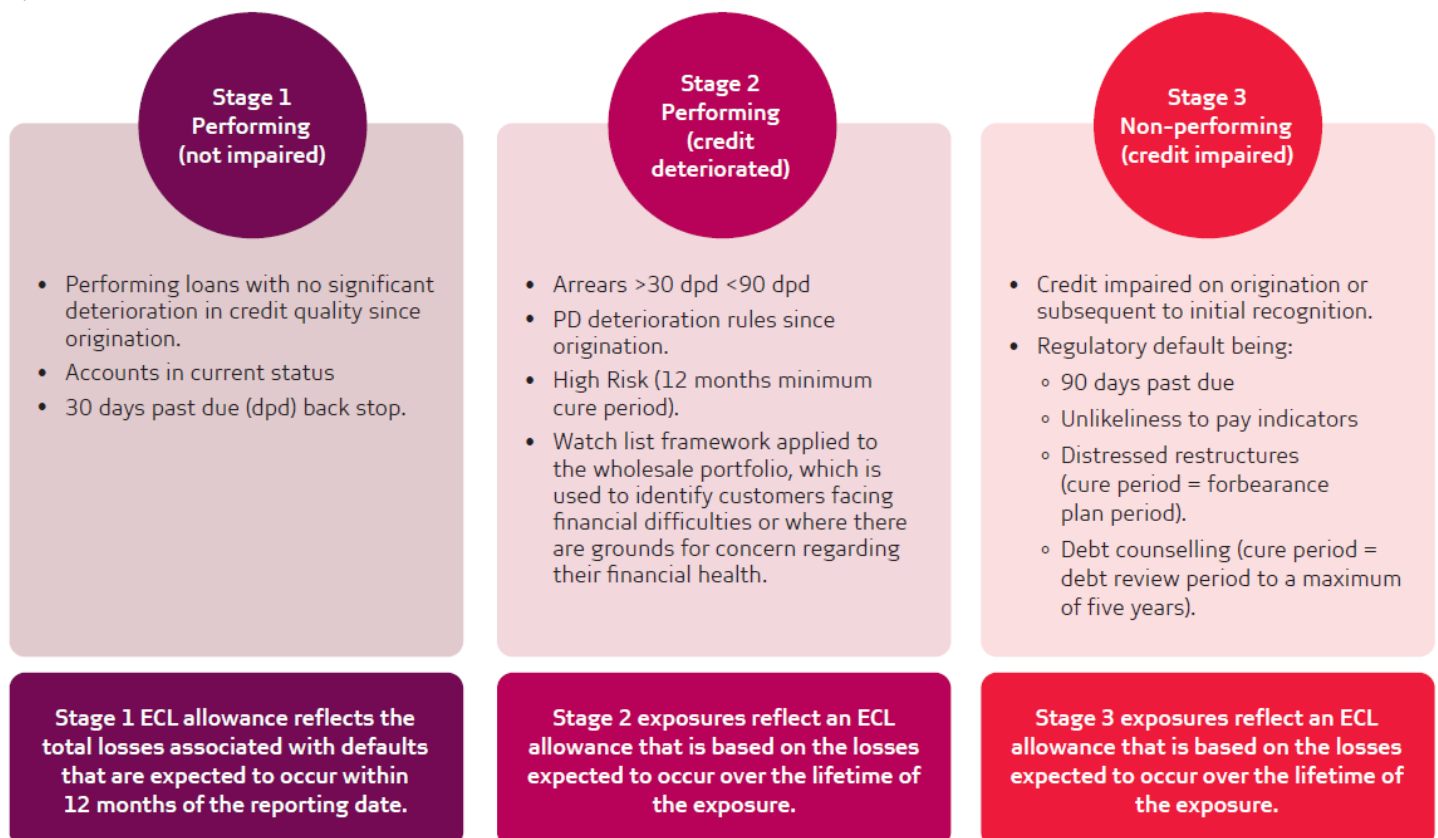 Stage 1
Performing
(not impaired)
• Performing loans with no significant
deterioration in credit quality since
origination.
• Accounts in current status
• 30 days past due (dpd) back stop.
Stage 1 ECL allowance reflects the
total losses associated with defaults
that are expected to occur within
12 months of the reporting date.
Stage 2
Performing
(credit
deteriorated)
• Arrears >30 dpd <90 dpd
• PD deterioration rules since
origination.
• High Risk (12 months minimum
cure period).
• Watch list framework applied to
the wholesale portfolio, which is
used to identify customers facing
financial difficulties or where there
are grounds for concern regarding
their financial health.
Stage 2 exposures reflect an ECL
allowance that is based on the losses
expected to occur over the lifetime of
the exposure.
Stage 3
Non-performing
(credit impaired)
• Credit impaired on origination or
subsequent to initial recognition.
• Regulatory default being:
◦ 90 days past due
◦ Unlikeliness to pay indicators
◦ Distressed restructures
(cure period = forbearance
plan period).
◦ Debt counselling (cure period =
debt review period to a maximum
of five years).
Stage 3 exposures reflect an ECL
allowance that is based on the losses
expected to occur over the lifetime of
the exposure.